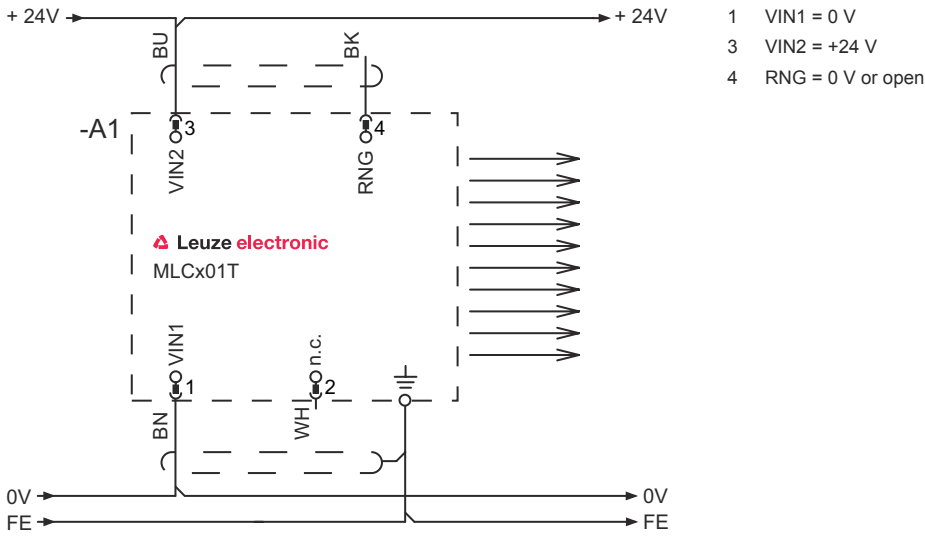 + 24V
+ 24V
1 VIN1 = 0 V
3 VIN2 = +24 V
4 RNG = 0 V or open
BU
BK
-A1
3
4
VIN2
RNG
Leuze electronic
MLCx01T
VIN1
n.c.
1
2
BN
WH
0V
0V
FE
FE